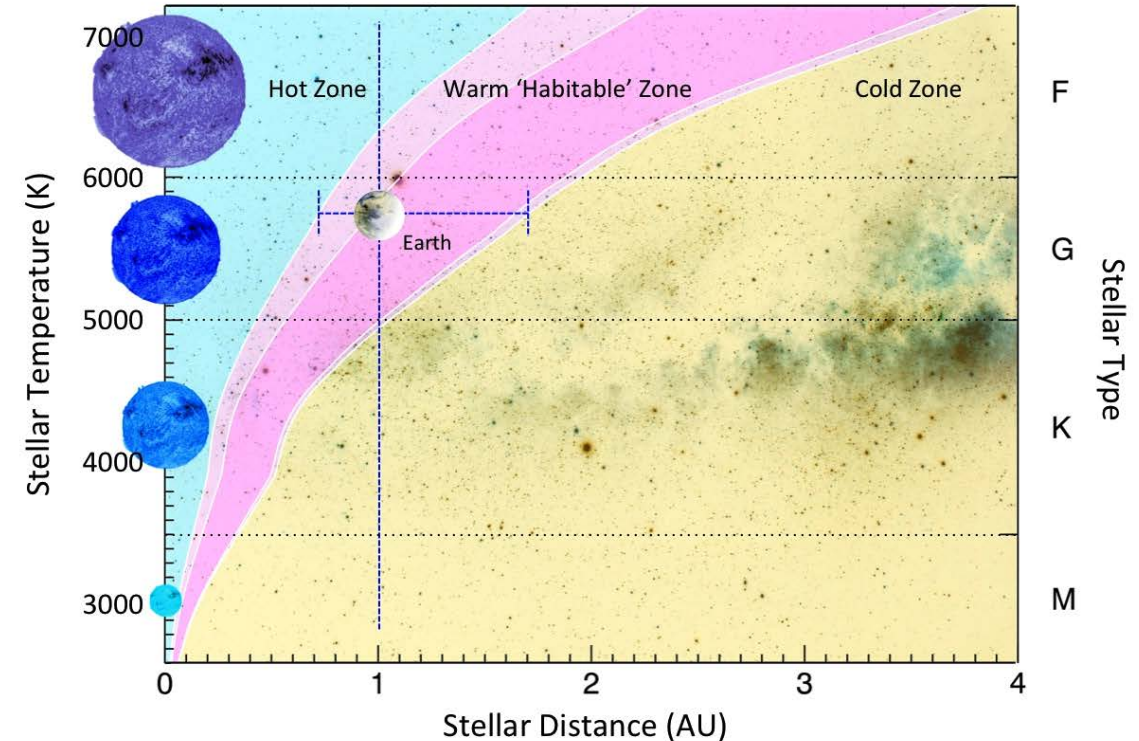 7000
6000
5000
4000
3000
Stellar Temperature (K)
Hot Zone
Warm ‘Habitable’ Zone
Cold Zone
Earth
F
G
K
M
Stellar Type
0
1
2
3
4
Stellar Distance (AU)